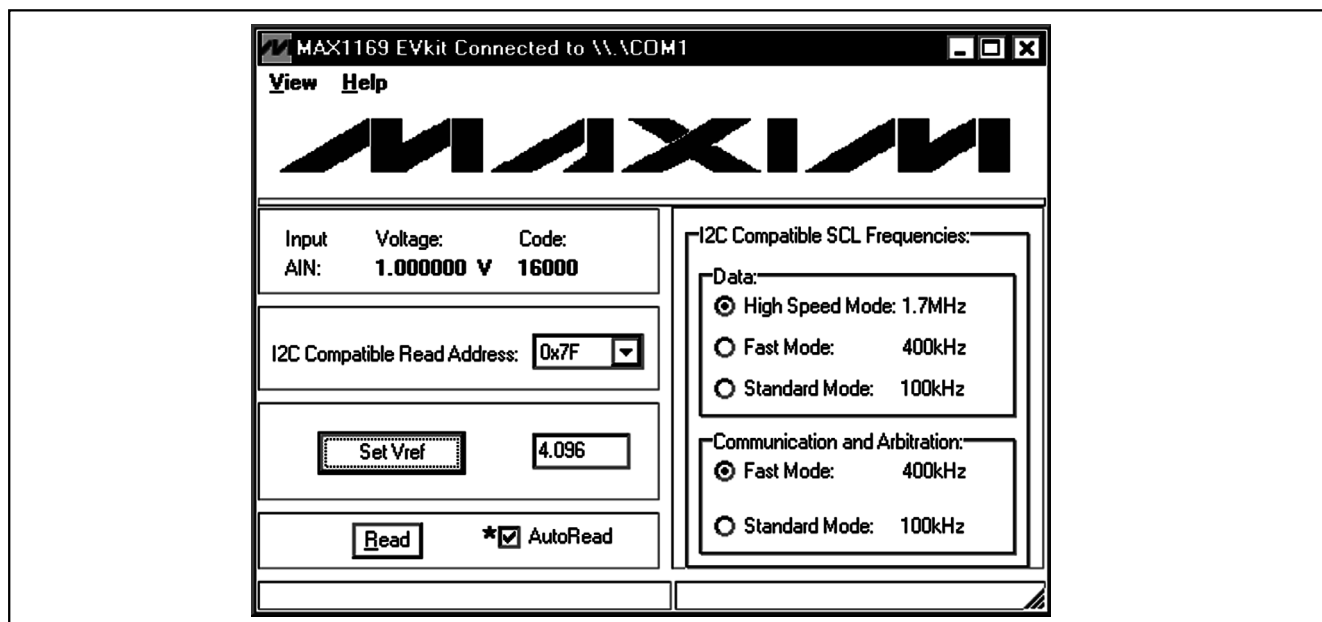 MAX1169 EVkit Connected to \\.\COM1
View Help
MAXIM
Input Voltage: Code:
AIN: 1.000000 V 16000
I2C Compatible Read Address: 0x7F
Set Vref 4.096
Read *AutoRead
I2C Compatible SCL Frequencies:
Data:
High Speed Mode: 1.7MHz
Fast Mode: 400kHz
Standard Mode: 100kHz
Communication and Arbitration:
Fast Mode: 400kHz
Standard Mode: 100kHz